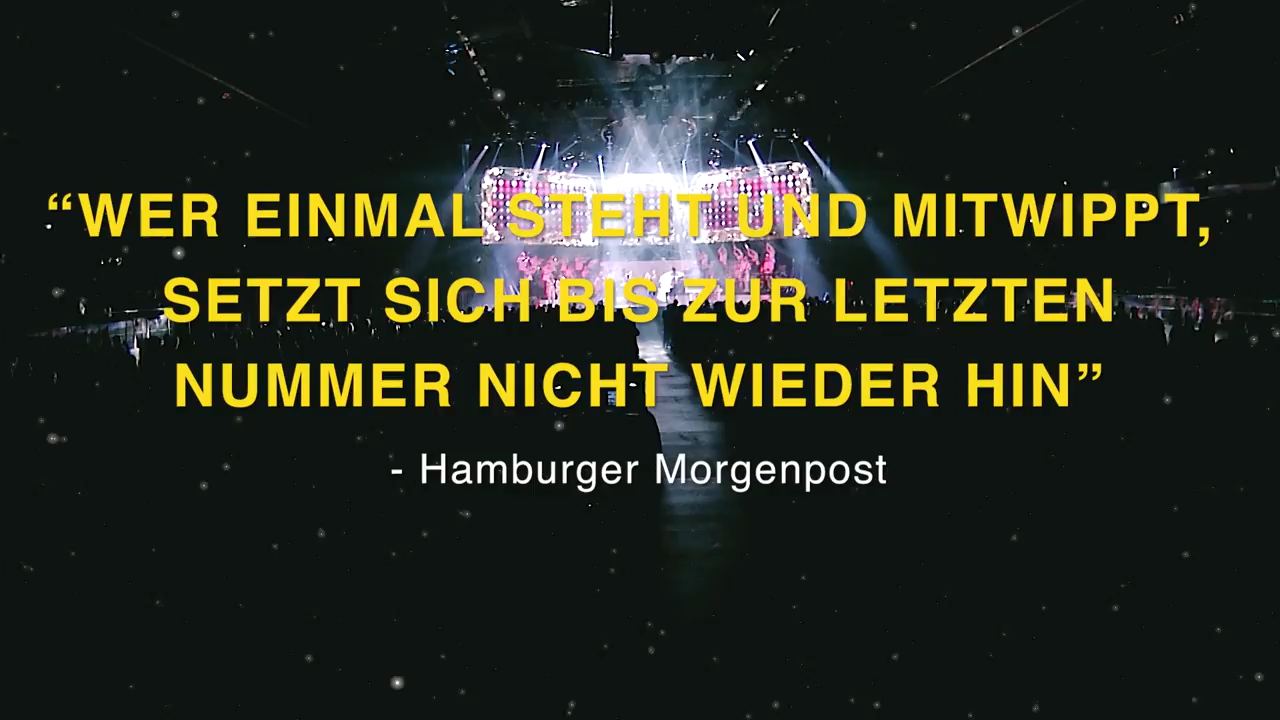 “WER EINMAL STEHT UND MITWIPPT,
SETZT SICH BIS ZUR LETZTEN
NUMMER NICHT WIEDER HIN”
- Hamburger Morgenpost